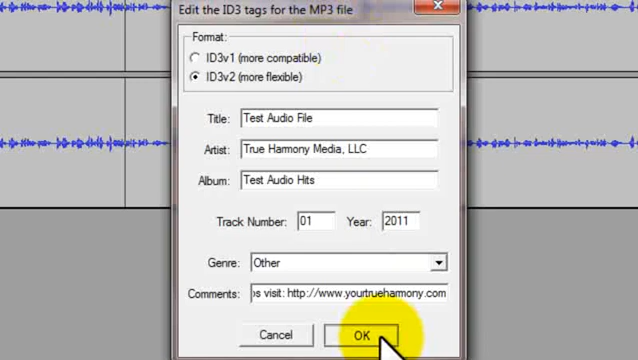 Edit the ID3 tags for the MP3 file
Format:
ID3v1 (more compatible)
ID3v2 (more flexible)
Title: Test Audio File
Artist: True Harmony Media, LLC
Album: Test Audio Hits
Track Number: 01 Year: 2011
Genre: Other
Comments: visit: http://www.yourtrueharmony.com
Cancel OK